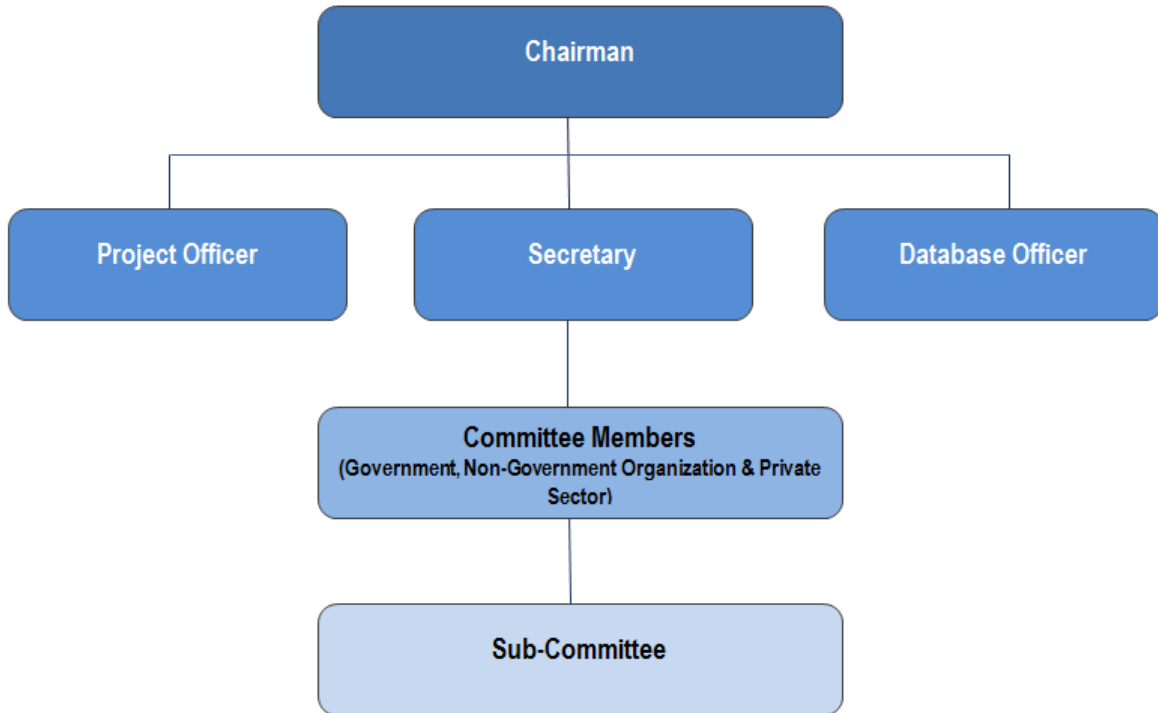 Chairman
Project Officer
Secretary
Database Officer
Committee Members
(Government, Non-Government Organization & Private
Sector)
Sub-Committee